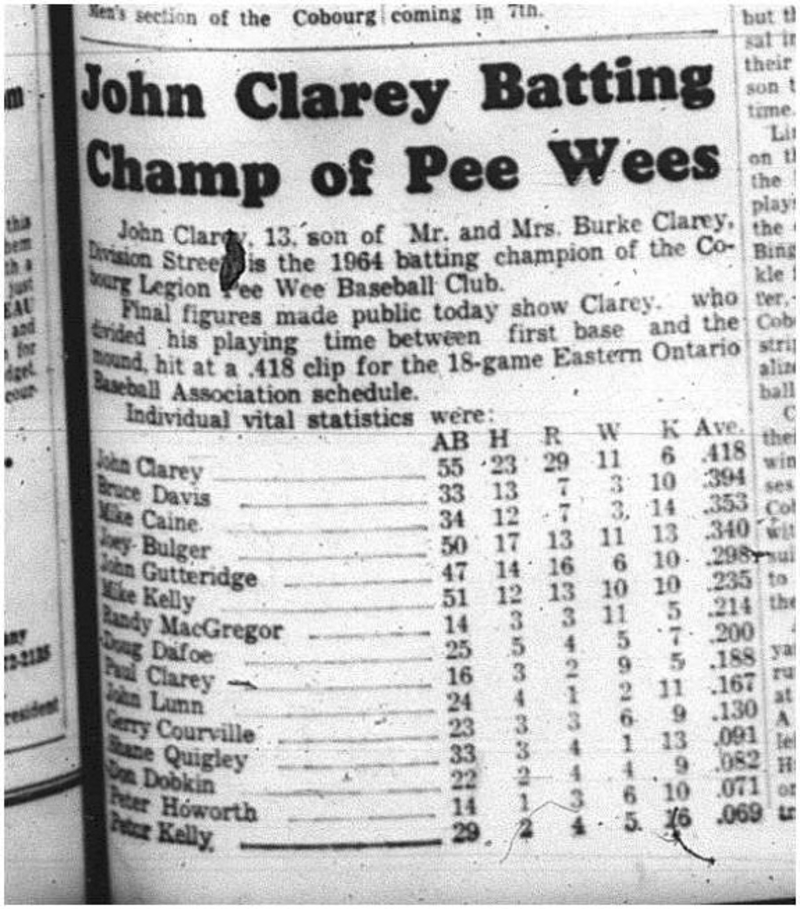 Men's section of the Cobourg coming in 7th.
John Clarey Batting
Champ of Pee Wees
John Clarey, 13, son of Mr. and Mrs. Burke Clarey,
Division Street is the 1964 batting champion of the Co-
bourg Legion Pee Wee Baseball Club.
Final figures made public today show Clarey, who
divided his playing time between first base and the
mound, hit at a .418 clip for the 18-game Eastern Ontario
Baseball Association schedule.
Individual vital statistics were:
AB H R W K Ave.
John Clarey 55 23 29 11 6 .418
Bruce Davis 33 13 7 3 10 .394
Mike Caine 34 12 7 3 14 .353
Joey Bulger 50 17 13 11 13 .340
John Gutteridge 47 14 16 6 10 .298
Mike Kelly 51 12 13 10 10 .235
Randy MacGregor 14 3 3 11 5 .214
Doug Dafoe 25 5 4 5 7 .200
Paul Clarey 16 3 2 9 5 .188
John Lunn 24 4 1 2 11 .167
Gerry Courville 23 3 3 6 9 .130
Shane Quigley 33 3 4 1 13 .091
Don Dobkin 22 2 4 4 9 .082
Peter Howorth 14 1 3 6 10 .071
Peter Kelly 29 2 4 5 16 .069